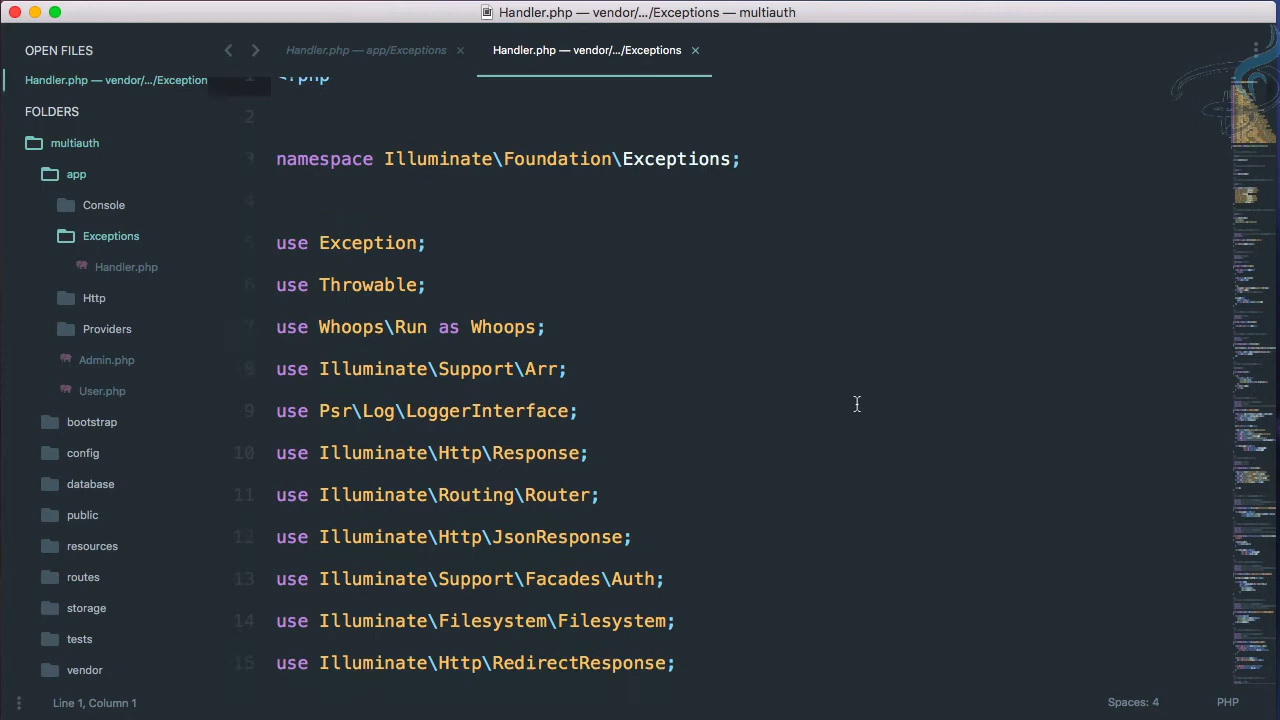 Handler.php — vendor/.../Exceptions — multiauth
OPEN FILES
Handler.php — app/Exceptions
Handler.php — vendor/.../Exceptions
Handler.php — vendor/.../Exception
FOLDERS
multiauth
app
Console
Exceptions
Handler.php
Http
Providers
Admin.php
User.php
bootstrap
config
database
public
resources
routes
storage
tests
vendor
1 <?php
2
3 namespace Illuminate\Foundation\Exceptions;
4
5 use Exception;
6 use Throwable;
7 use Whoops\Run as Whoops;
8 use Illuminate\Support\Arr;
9 use Psr\Log\LoggerInterface;
10 use Illuminate\Http\Response;
11 use Illuminate\Routing\Router;
12 use Illuminate\Http\JsonResponse;
13 use Illuminate\Support\Facades\Auth;
14 use Illuminate\Filesystem\Filesystem;
15 use Illuminate\Http\RedirectResponse;
Line 1, Column 1
Spaces: 4
PHP